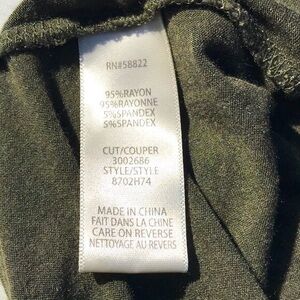 RN#58822
95%RAYON
95%RAYONNE
5%SPANDEX
5%SPANDEX
CUT/COUPER
3002686
STYLE/STYLE
8702H74
MADE IN CHINA
FAIT DANS LA CHINE
CARE ON REVERSE
NETTOYAGE AU REVERS